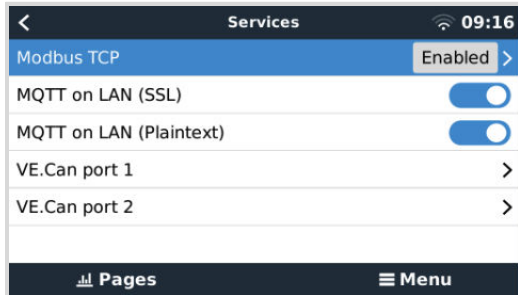 Services 09:16
Modbus TCP Enabled
MQTT on LAN (SSL)
MQTT on LAN (Plaintext)
VE.Can port 1
VE.Can port 2
Pages Menu